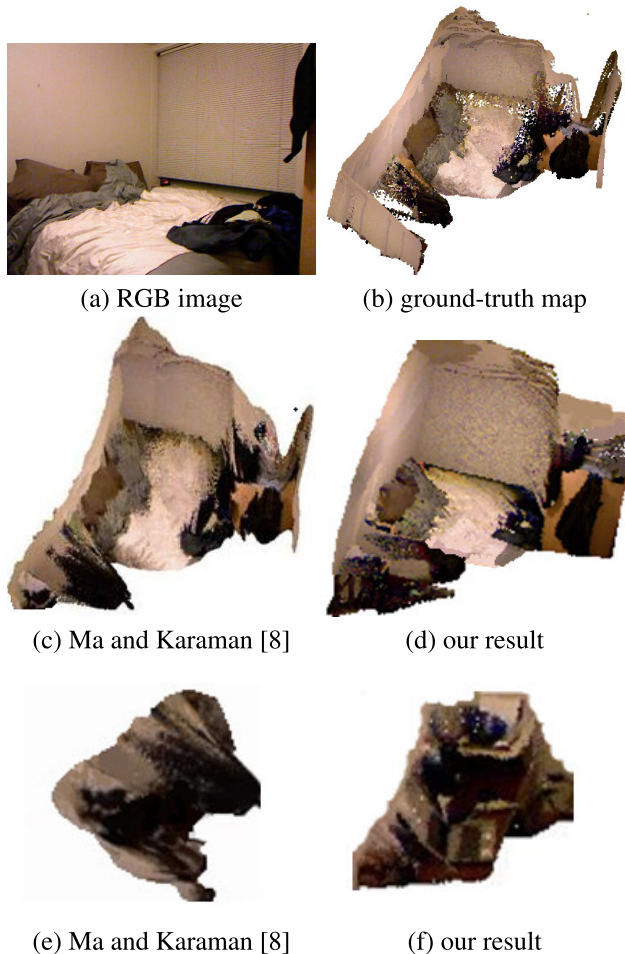 (a) RGB image
(b) ground-truth map
(c) Ma and Karaman [8]
(d) our result
(e) Ma and Karaman [8]
(f) our result